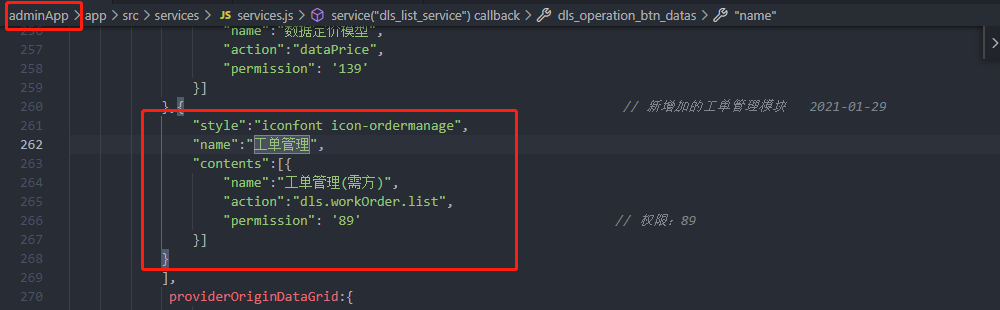 adminApp > app > src > services > JS services.js > service("dls_list_service") callback > dls_operation_btn_datas > "name"
256 "name":"数据定价模型",
257 "action":"dataPrice",
258 "permission": '139'
259 }]
260 },{ // 新增加的工单管理模块 2021-01-29
261 "style":"iconfont icon-ordermanage",
262 "name":"工单管理",
263 "contents":[{
264 "name":"工单管理(需方)",
265 "action":"dls.workOrder.list",
266 "permission": '89' // 权限：89
267 }]
268 }
269 ],
270 providerOriginDataGrid:{